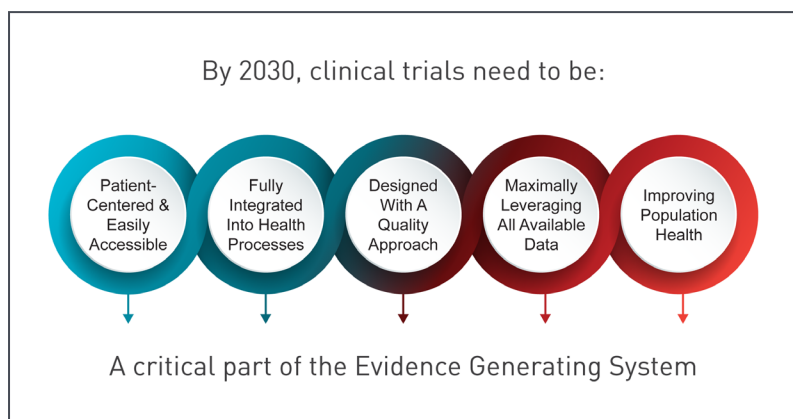 By 2030, clinical trials need to be:
Patient-
Centered &
Easily
Accessible
Fully
Integrated
Into Health
Processes
Designed
With A
Quality
Approach
Maximally
Leveraging
All Available
Data
Improving
Population
Health
A critical part of the Evidence Generating System